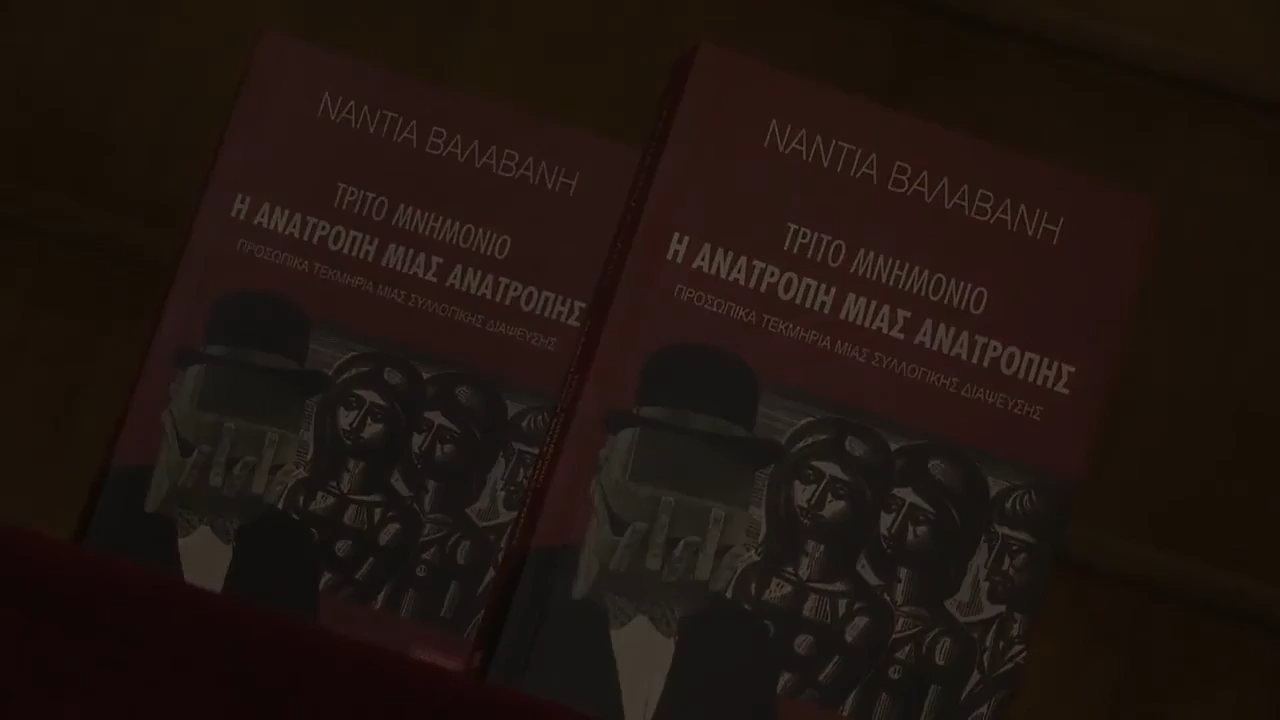 ΝΑΝΤΙΑ ΒΑΛΑΒΑΝΗ
ΤΡΙΤΟ ΜΝΗΜΟΝΙΟ
Η ΑΝΑΤΡΟΠΗ ΜΙΑΣ ΑΝΑΤΡΟΠΗΣ
ΠΡΟΣΩΠΙΚΑ ΤΕΚΜΗΡΙΑ ΜΙΑΣ ΣΥΛΛΟΓΙΚΗΣ ΔΙΑΨΕΥΣΗΣ
ΝΑΝΤΙΑ ΒΑΛΑΒΑΝΗ
ΤΡΙΤΟ ΜΝΗΜΟΝΙΟ
Η ΑΝΑΤΡΟΠΗ ΜΙΑΣ ΑΝΑΤΡΟΠΗΣ
ΠΡΟΣΩΠΙΚΑ ΤΕΚΜΗΡΙΑ ΜΙΑΣ ΣΥΛΛΟΓΙΚΗΣ ΔΙΑΨΕΥΣΗΣ